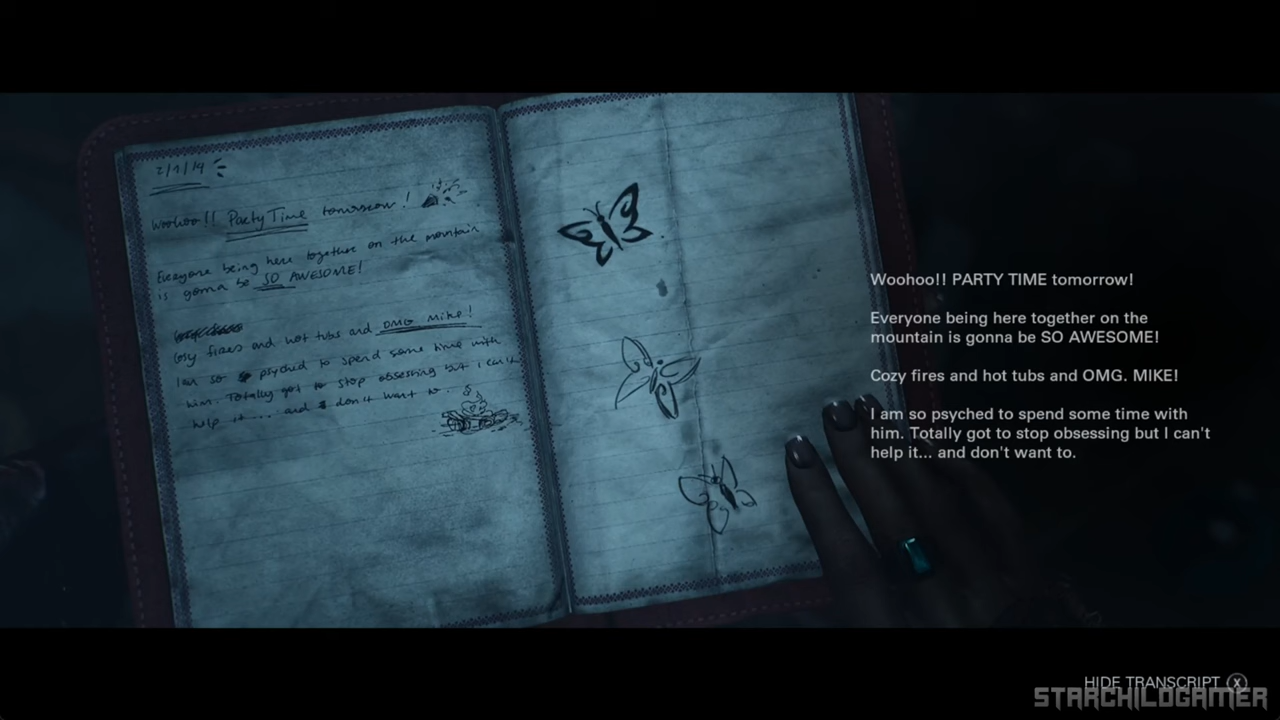 2/1/14
Woohoo!! Party Time tomorrow!
Everyone being here together on the mountain
is gonna be SO AWESOME!
Cosy fires and hot tubs and OMG Mike!
I am so psyched to spend some time with
him. Totally got to stop obsessing but I can't
help it... and don't want to.
Woohoo!! PARTY TIME tomorrow!
Everyone being here together on the
mountain is gonna be SO AWESOME!
Cozy fires and hot tubs and OMG. MIKE!
I am so psyched to spend some time with
him. Totally got to stop obsessing but I can't
help it... and don't want to.
HIDE TRANSCRIPT X
STARCHILDGAMER